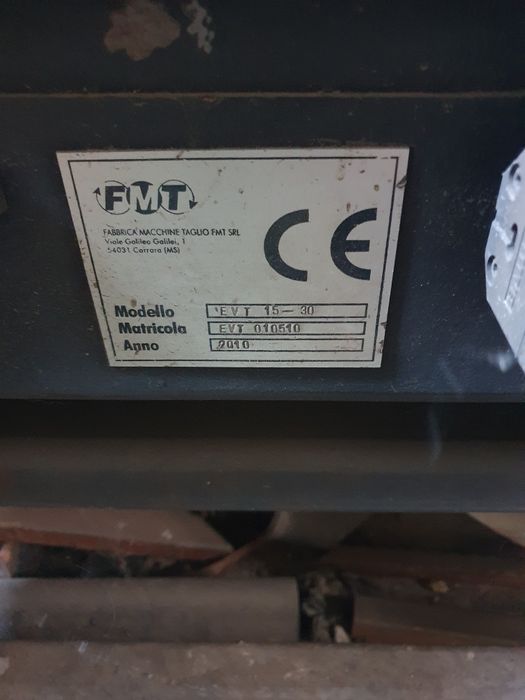 FMT
FABBRICA MACCHINE TAGLIO FMT SRL
Viale Galileo Galilei, 1
54031 Carrara (MS)
CE
Modello EVT 15-30
Matricola EVT 010510
Anno 2010